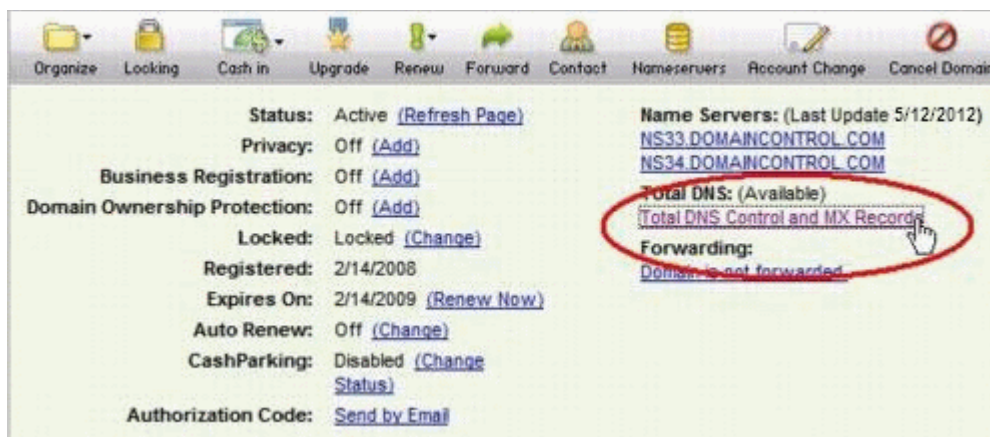 Organize Locking Cash in Upgrade Renew Forward Contact Nameservers Account Change Cancel Domain
Status: Active (Refresh Page)
Privacy: Off (Add)
Business Registration: Off (Add)
Domain Ownership Protection: Off (Add)
Locked: Locked (Change)
Registered: 2/14/2008
Expires On: 2/14/2009 (Renew Now)
Auto Renew: Off (Change)
CashParking: Disabled (Change
Status)
Authorization Code: Send by Email
Name Servers: (Last Update 5/12/2012)
NS33.DOMAINCONTROL.COM
NS34.DOMAINCONTROL.COM
Total DNS: (Available)
Total DNS Control and MX Records
Forwarding:
Domain is not forwarded.